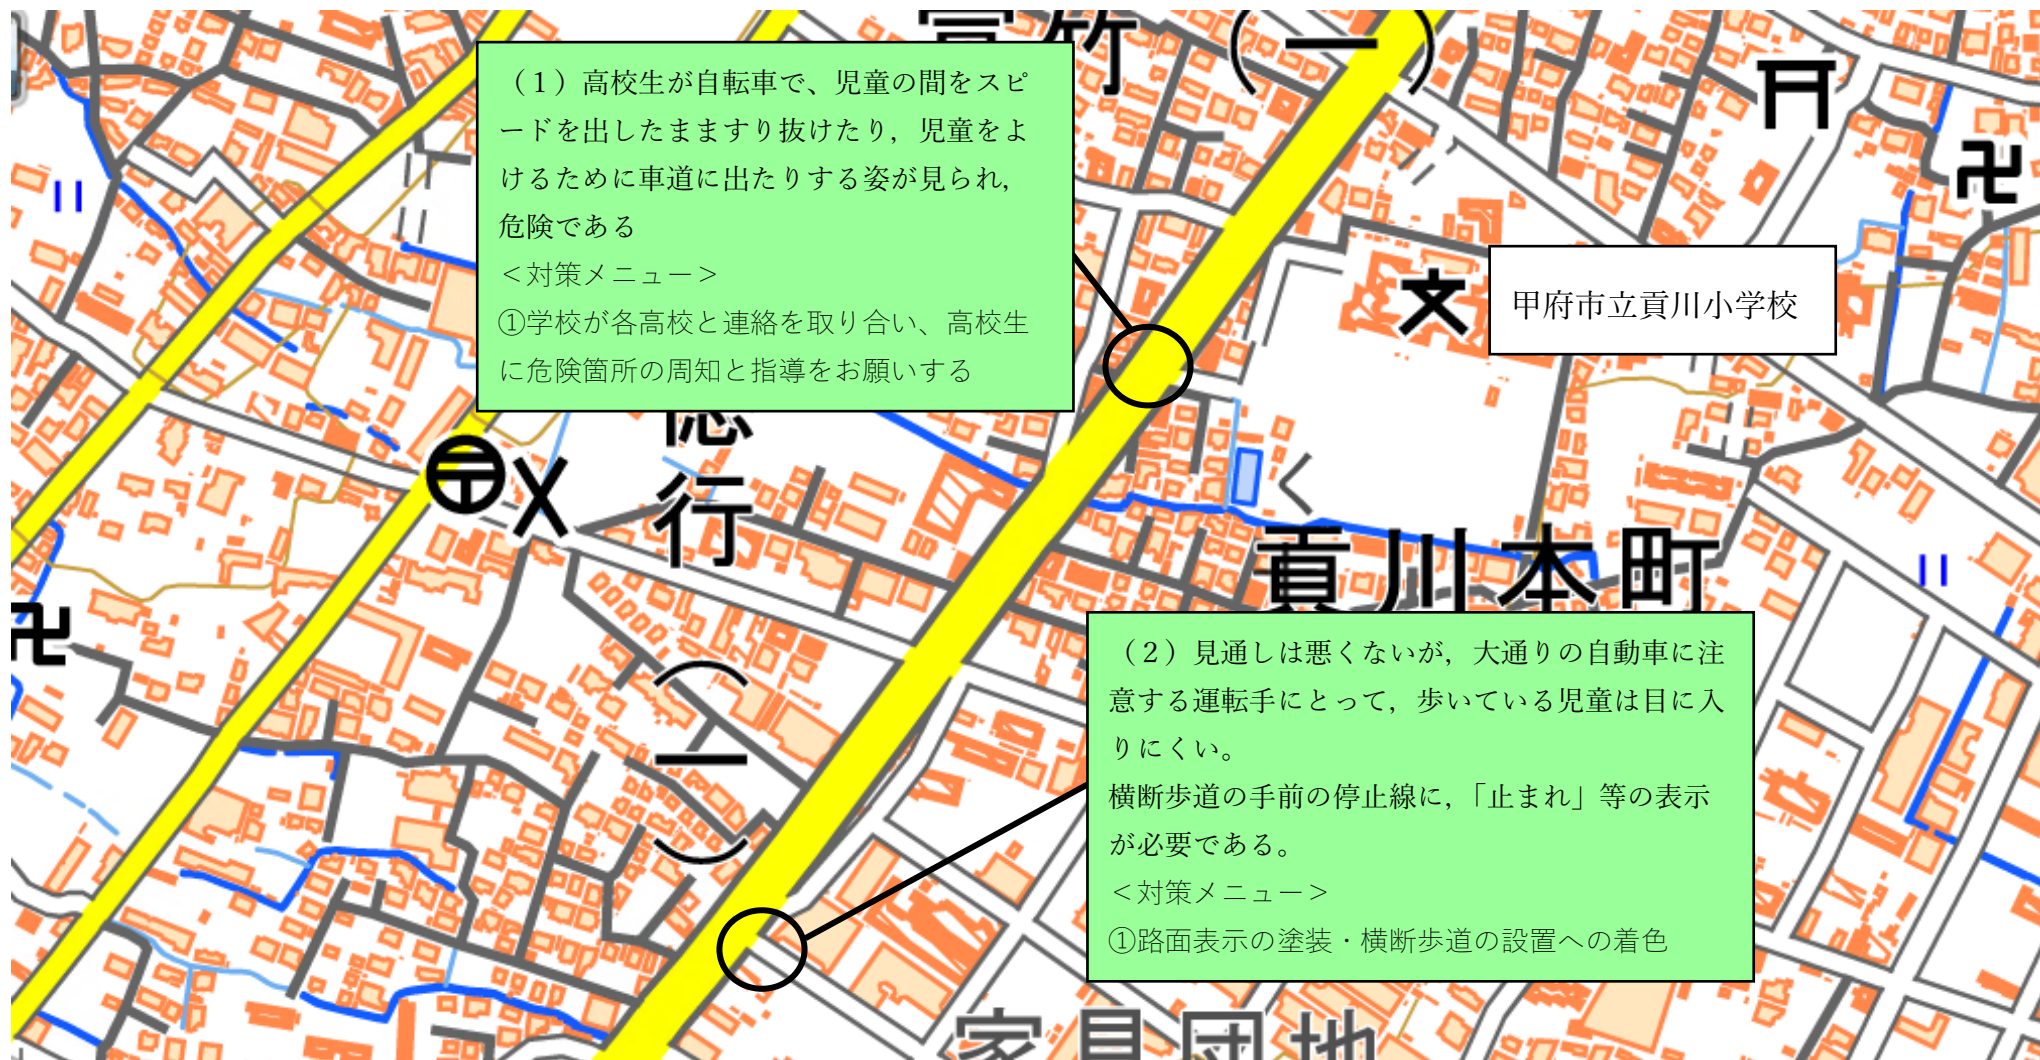 富竹
（一）
（１）高校生が自転車で、児童の間をスピ
ードを出したまますり抜けたり，児童をよ
けるために車道に出たりする姿が見られ，
危険である
＜対策メニュー＞
①学校が各高校と連絡を取り合い、高校生
に危険箇所の周知と指導をお願いする
甲府市立貢川小学校
徳
行
（一）
貢川本町
（２）見通しは悪くないが，大通りの自動車に注
意する運転手にとって，歩いている児童は目に入
りにくい。
横断歩道の手前の停止線に，「止まれ」等の表示
が必要である。
＜対策メニュー＞
①路面表示の塗装・横断歩道の設置への着色
家具団地